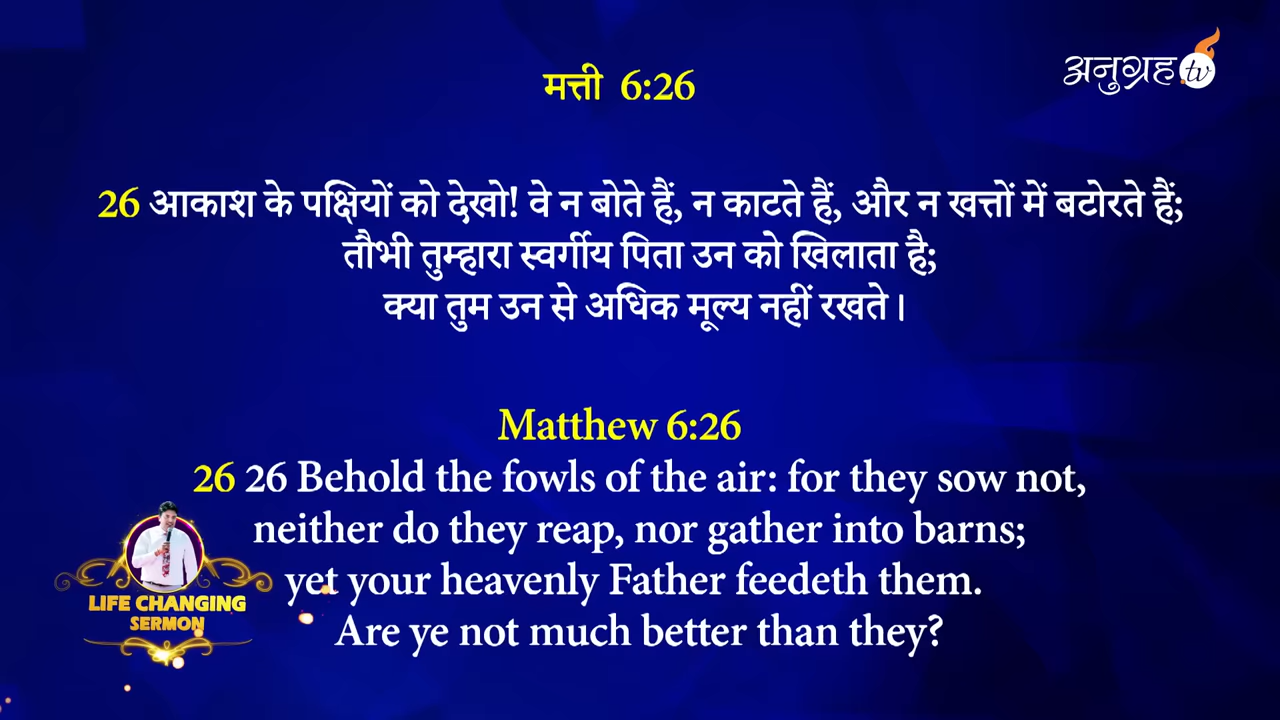 मत्ती 6:26
अनुग्रह tv
26 आकाश के पक्षियों को देखो! वे न बोते हैं, न काटते हैं, और न खत्तों में बटोरते हैं;
तौभी तुम्हारा स्वर्गीय पिता उन को खिलाता है;
क्या तुम उन से अधिक मूल्य नहीं रखते।
Matthew 6:26
26 26 Behold the fowls of the air: for they sow not,
neither do they reap, nor gather into barns;
yet your heavenly Father feedeth them.
Are ye not much better than they?
LIFE CHANGING
SERMON